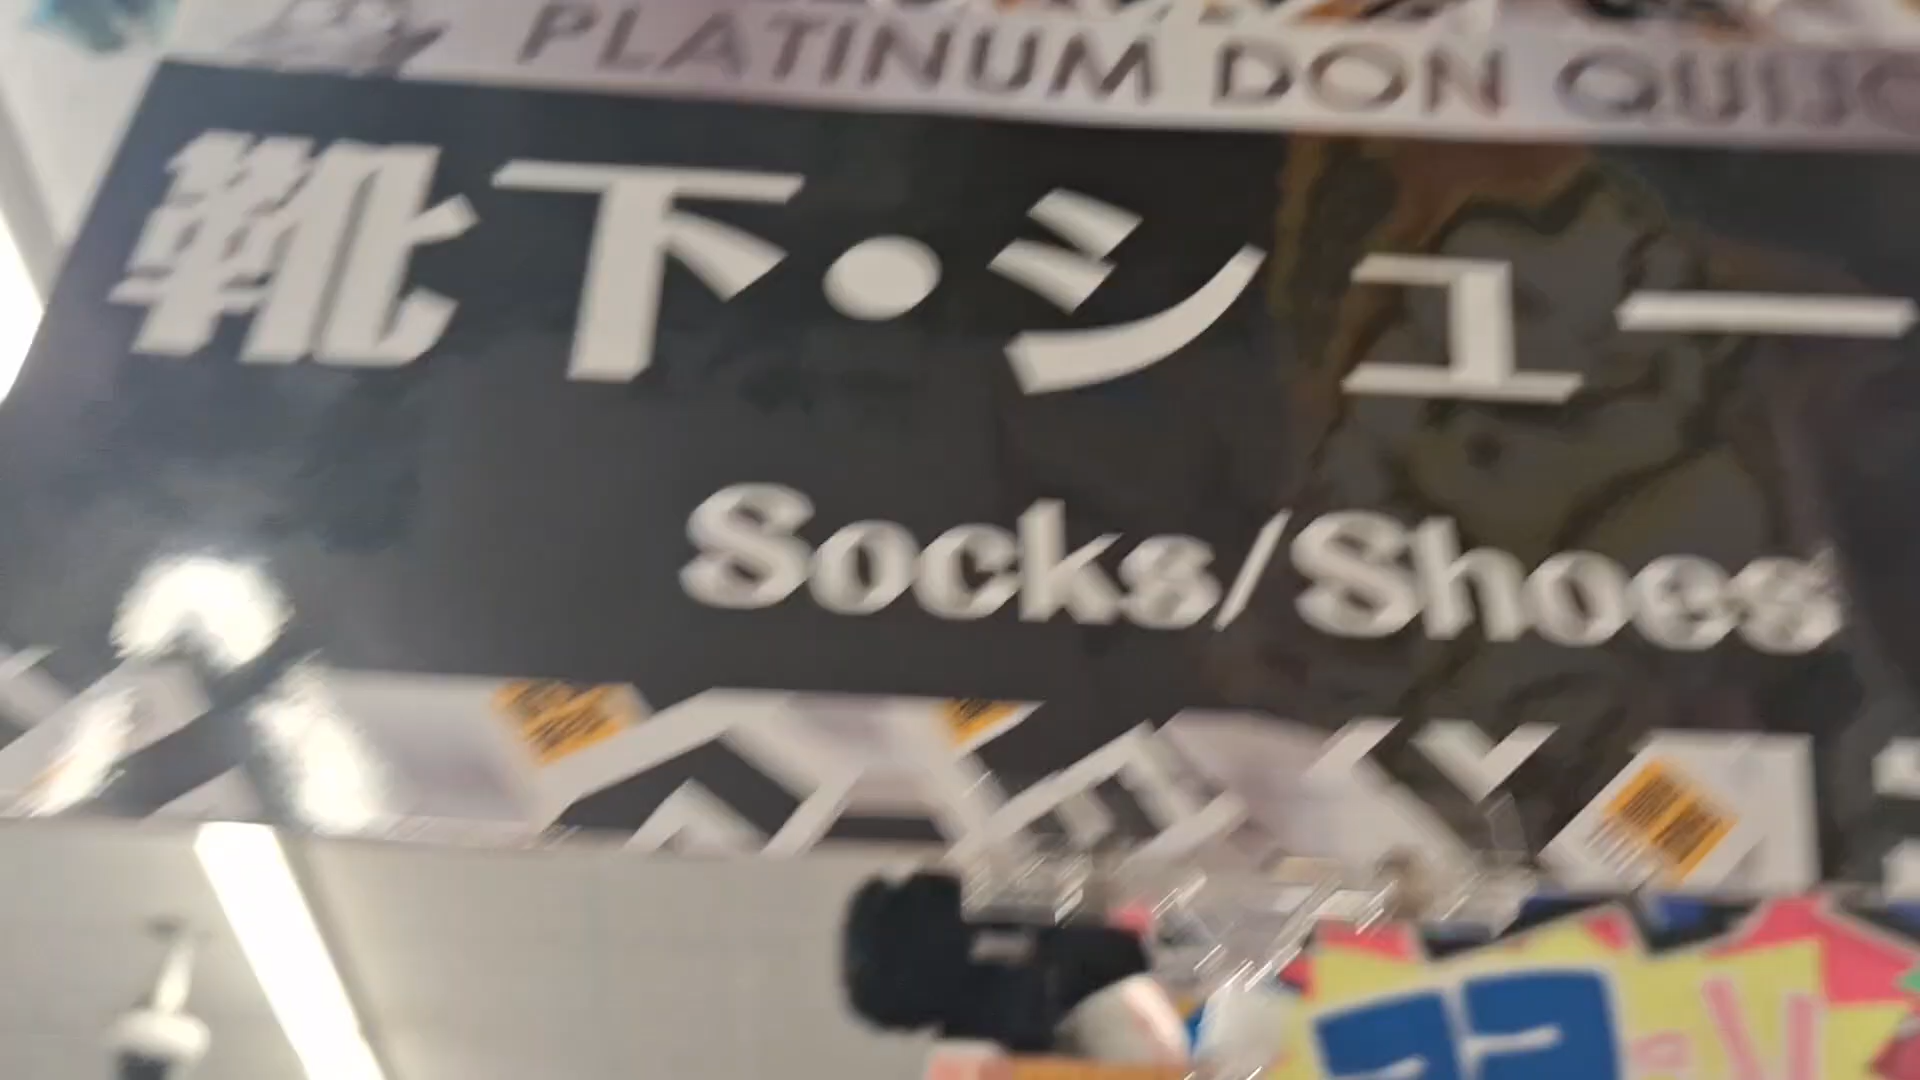 PLATINUM DON QUIJO
靴下・シュー
Socks/Shoes